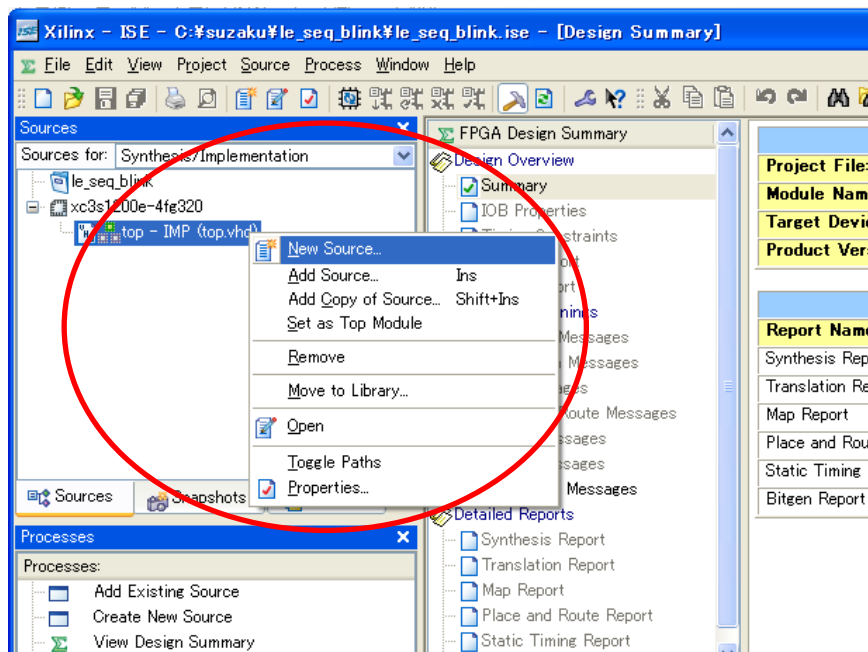 Xilinx - ISE - C:¥suzaku¥le_seq_blink¥le_seq_blink.ise - [Design Summary]
File Edit View Project Source Process Window Help
Sources
Sources for: Synthesis/Implementation
le_seq_blink
xc3s1200e-4fg320
top - IMP (top.vhd)
New Source...
Add Source... Ins
Add Copy of Source... Shift+Ins
Set as Top Module
Remove
Move to Library...
Open
Toggle Paths
Properties...
Sources
Snapshots
Processes
Processes:
Add Existing Source
Create New Source
View Design Summary
FPGA Design Summary
Design Overview
Summary
IOB Properties
Messages
Messages
Route Messages
Messages
Detailed Reports
Synthesis Report
Translation Report
Map Report
Place and Route Report
Static Timing Report
Project File:
Module Nam
Target Devi
Product Vers
Report Name
Synthesis Rep
Translation Re
Map Report
Place and Rou
Static Timing
Bitgen Report